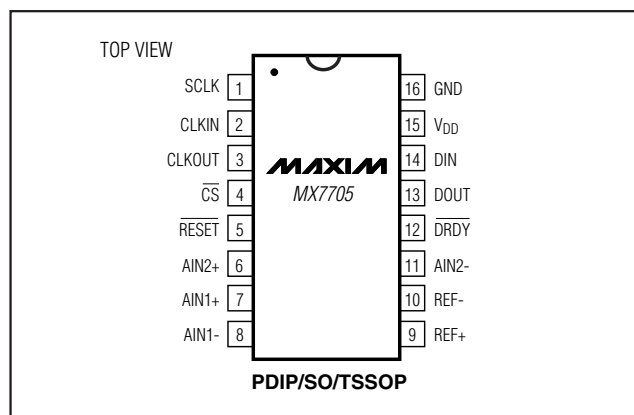 TOP VIEW
SCLK 1 16 GND
CLKIN 2 15 VDD
CLKOUT 3 14 DIN
MAXIM
CS 4 MX7705 13 DOUT
RESET 5 12 DRDY
AIN2+ 6 11 AIN2-
AIN1+ 7 10 REF-
AIN1- 8 9 REF+
PDIP/SO/TSSOP